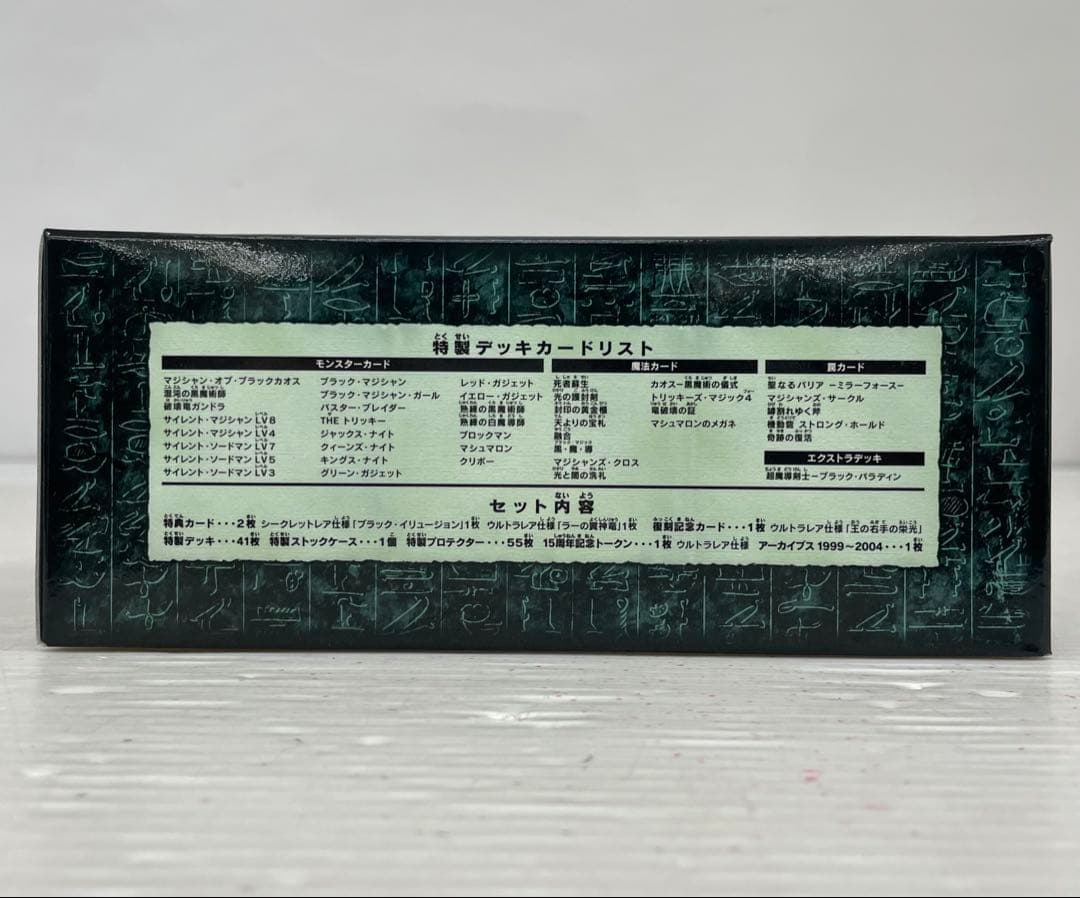 特製デッキカードリスト
モンスターカード
マジシャン・オブ・ブラックカオス
混沌の黒魔術師
破壊竜ガンドラ
サイレント・マジシャン LV8
サイレント・マジシャン LV4
サイレント・ソードマン LV7
サイレント・ソードマン LV5
サイレント・ソードマン LV3
ブラック・マジシャン
ブラック・マジシャン・ガール
バスター・ブレイダー
THE トリッキー
ジャックス・ナイト
クィーンズ・ナイト
キングス・ナイト
グリーン・ガジェット
レッド・ガジェット
イエロー・ガジェット
熟練の黒魔術師
熟練の白魔導師
ブロックマン
マシュマロン
クリボー
魔法カード
死者蘇生
光の護封剣
封印の黄金櫃
天よりの宝札
融合
黒・魔・導
マジシャンズ・クロス
光と闇の洗礼
カオス－黒魔術の儀式
トリッキーズ・マジック4
竜破壊の証
マシュマロンのメガネ
罠カード
聖なるバリア －ミラーフォース－
マジシャンズ・サークル
縁割れゆく斧
機動砦 ストロング・ホールド
奇跡の復活
エクストラデッキ
超魔導剣士－ブラック・パラディン
セット内容
特典カード・・・2枚 シークレットレア仕様「ブラック・イリュージョン」1枚 ウルトラレア仕様「ラーの翼神竜」1枚 復刻記念カード・・・1枚 ウルトラレア仕様「王の右手の栄光」
特製デッキ・・・41枚 特製ストックケース・・・1個 特製プロテクター・・・55枚 15周年記念トークン・・・1枚 ウルトラレア仕様 アーカイブス 1999～2004・・・1枚